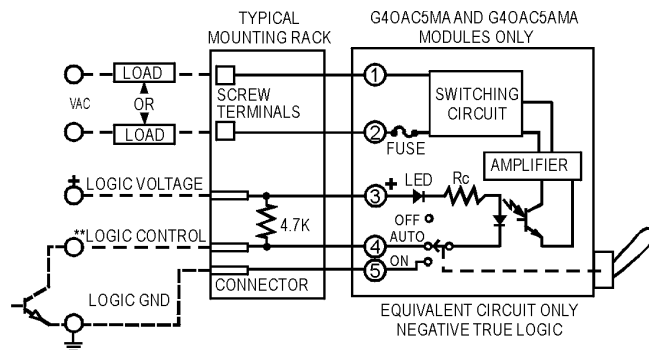 TYPICAL
MOUNTING RACK
G4OAC5MA AND G4OAC5AMA
MODULES ONLY
LOAD
VAC
OR
LOAD
SCREW
TERMINALS
1
2
FUSE
SWITCHING
CIRCUIT
AMPLIFIER
+ LOGIC VOLTAGE
3
+
LED
Rc
4.7K
OFF
**LOGIC CONTROL
4
AUTO
5
ON
LOGIC GND
CONNECTOR
EQUIVALENT CIRCUIT ONLY
NEGATIVE TRUE LOGIC